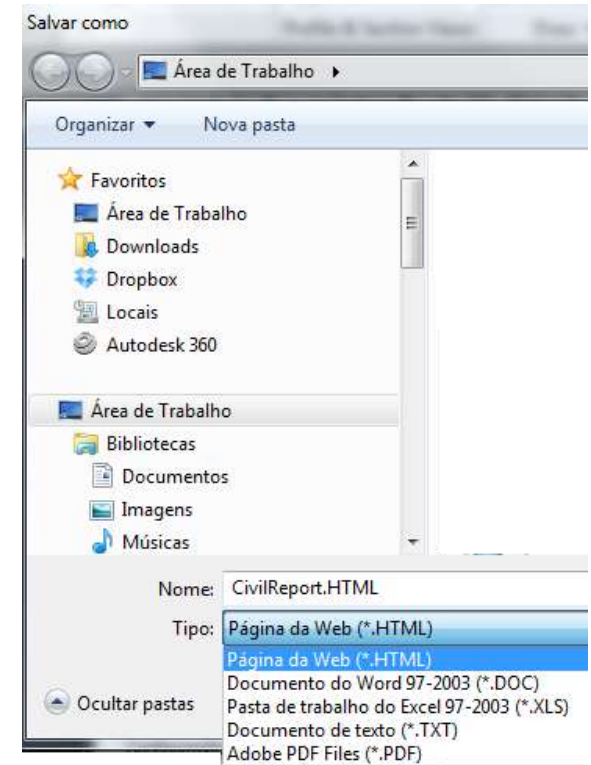 Salvar como
Área de Trabalho
Organizar
Nova pasta
Favoritos
Área de Trabalho
Downloads
Dropbox
Locais
Autodesk 360
Área de Trabalho
Bibliotecas
Documentos
Imagens
Músicas
Nome: CivilReport.HTML
Tipo: Página da Web (*.HTML)
Página da Web (*.HTML)
Documento do Word 97-2003 (*.DOC)
Ocultar pastas
Pasta de trabalho do Excel 97-2003 (*.XLS)
Documento de texto (*.TXT)
Adobe PDF Files (*.PDF)